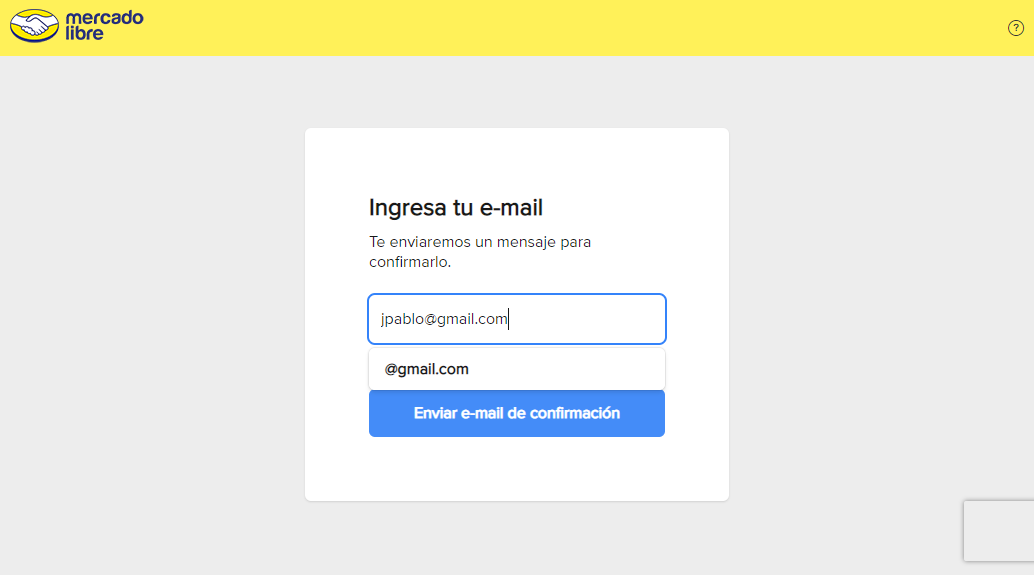 mercado
libre
?
Ingresa tu e-mail
Te enviaremos un mensaje para
confirmarlo.
jpablo@gmail.com
@gmail.com
Enviar e-mail de confirmación